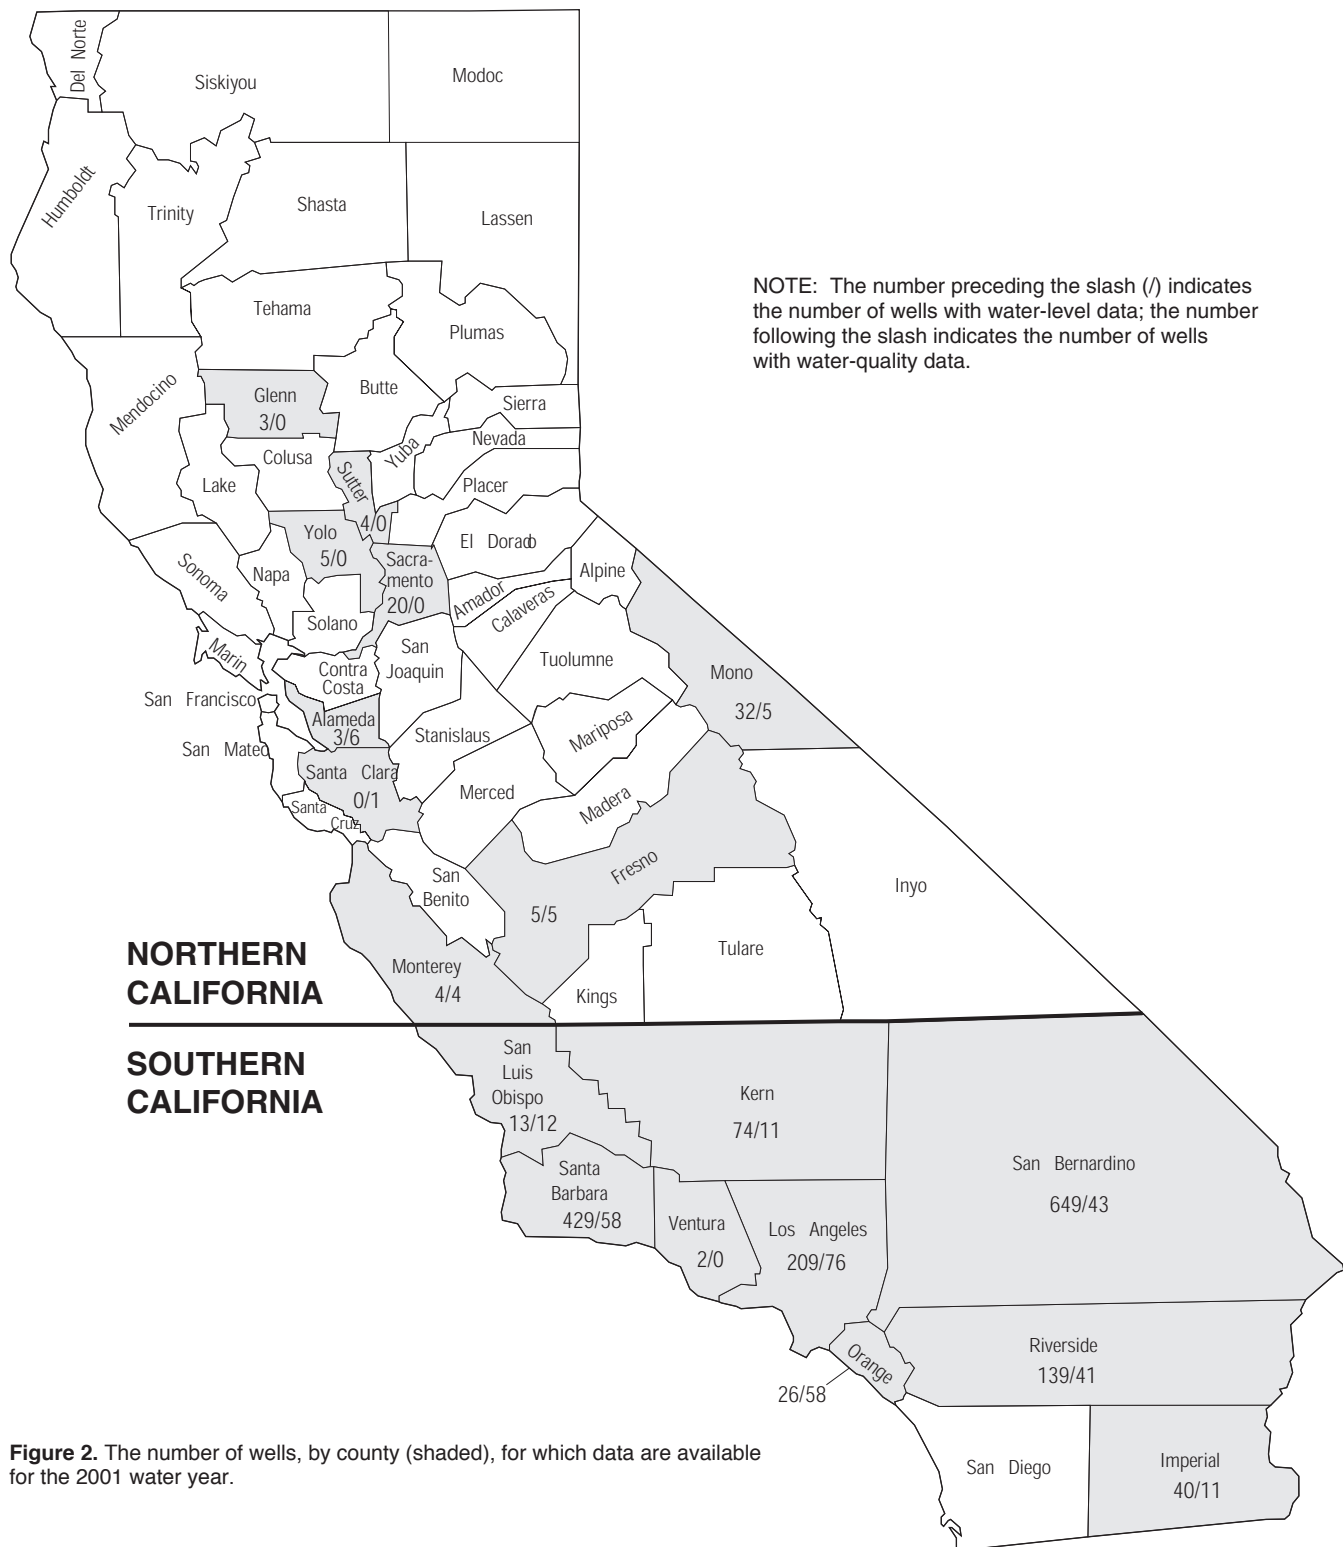 Del Norte
Siskiyou
Modoc
Humboldt
Trinity
Shasta
Lassen
NOTE: The number preceding the slash (/) indicates
the number of wells with water-level data; the number
following the slash indicates the number of wells
with water-quality data.
Tehama
Plumas
Mendocino
Glenn
3/0
Butte
Sierra
Colusa
Lake
Sutter
4/0
Yuba
Nevada
Placer
Yolo
5/0
El Dorado
Sonoma
Napa
Sacra-
mento
20/0
Amador
Alpine
Calaveras
Solano
Marin
Contra
Costa
San
Joaquin
Tuolumne
Mono
32/5
San Francisco
Alameda
3/6
Stanislaus
Mariposa
San Mateo
Santa Clara
0/1
Merced
Madera
Santa
Cruz
San
Benito
Fresno
5/5
Inyo
Tulare
Kings
Monterey
4/4
NORTHERN
CALIFORNIA
SOUTHERN
CALIFORNIA
San
Luis
Obispo
13/12
Kern
74/11
San Bernardino
649/43
Santa
Barbara
429/58
Ventura
2/0
Los Angeles
209/76
Orange
26/58
Riverside
139/41
San Diego
Imperial
40/11
Figure 2. The number of wells, by county (shaded), for which data are available
for the 2001 water year.